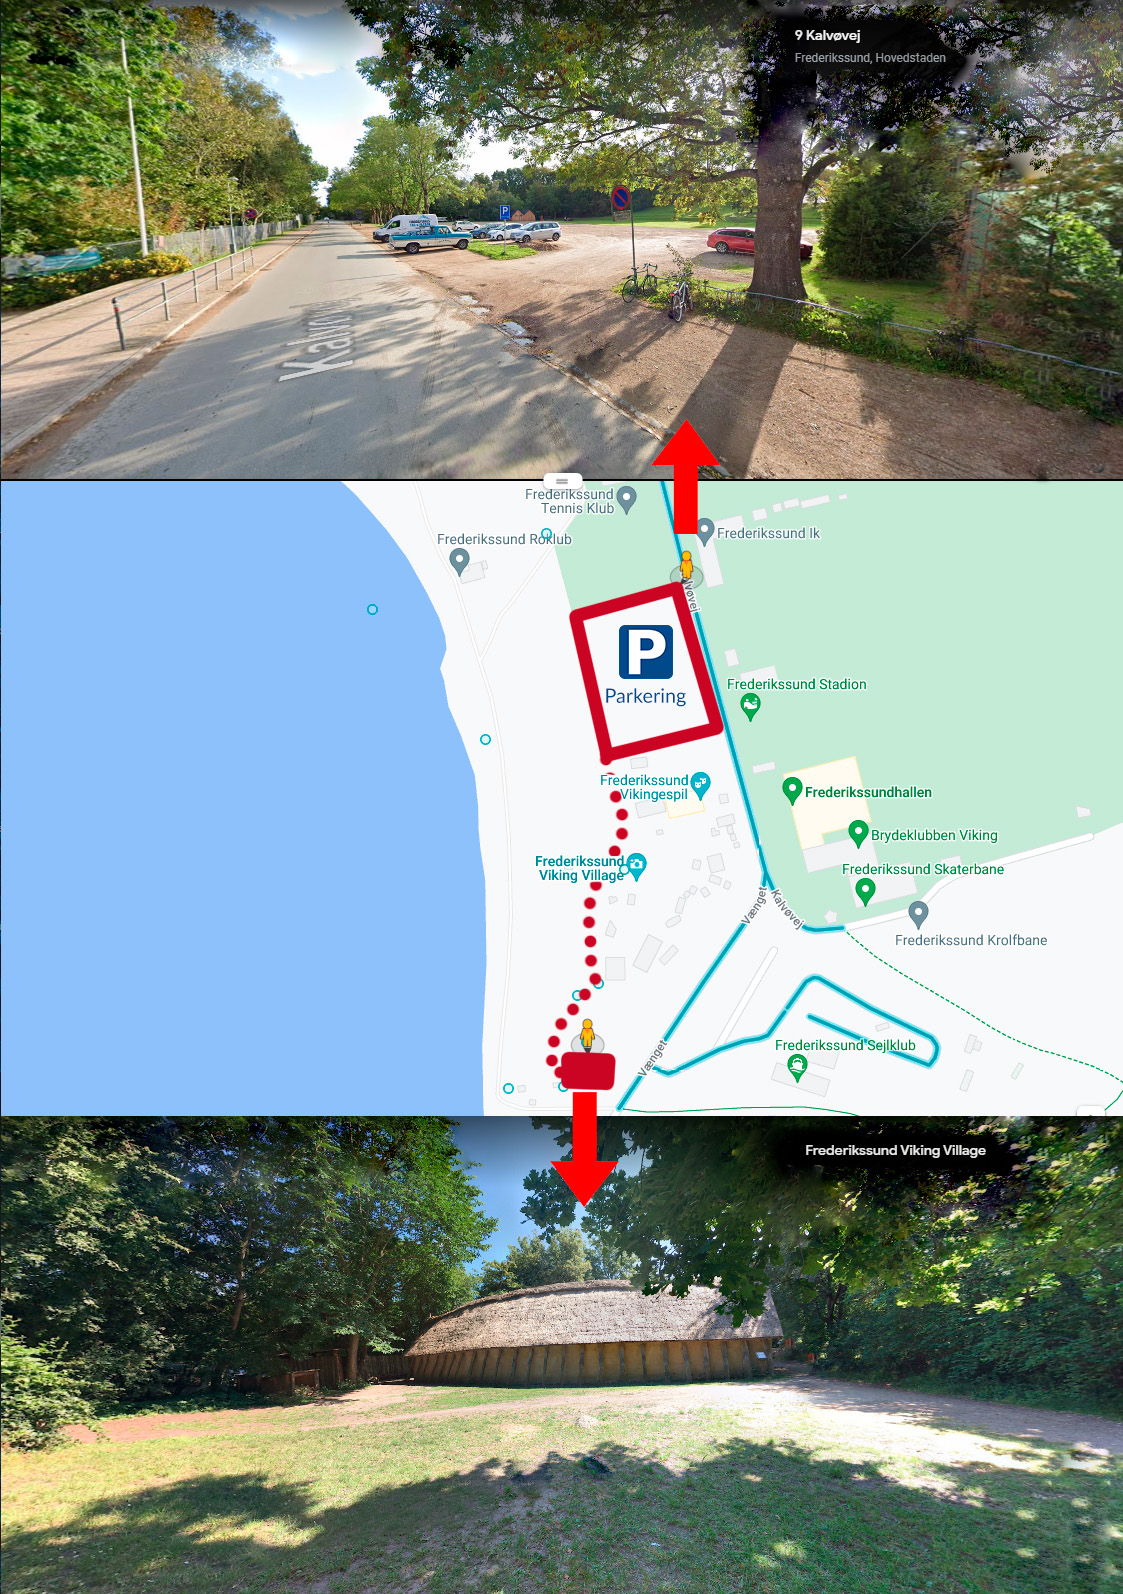 9 Kalvøvej
Frederikssund, Hovedstaden
P
Kalvøvej
Frederikssund
Tennis Klub
Frederikssund Roklub
Frederikssund Ik
lvøvej
P
Parkering
Frederikssund Stadion
Frederikssund
Vikingespil
Frederikssundhallen
Brydeklubben Viking
Frederikssund
Viking Village
Frederikssund Skaterbane
Vænget
Kalvøvej
Frederikssund Krolfbane
Vænget
Frederikssund Sejlklub
Frederikssund Viking Village